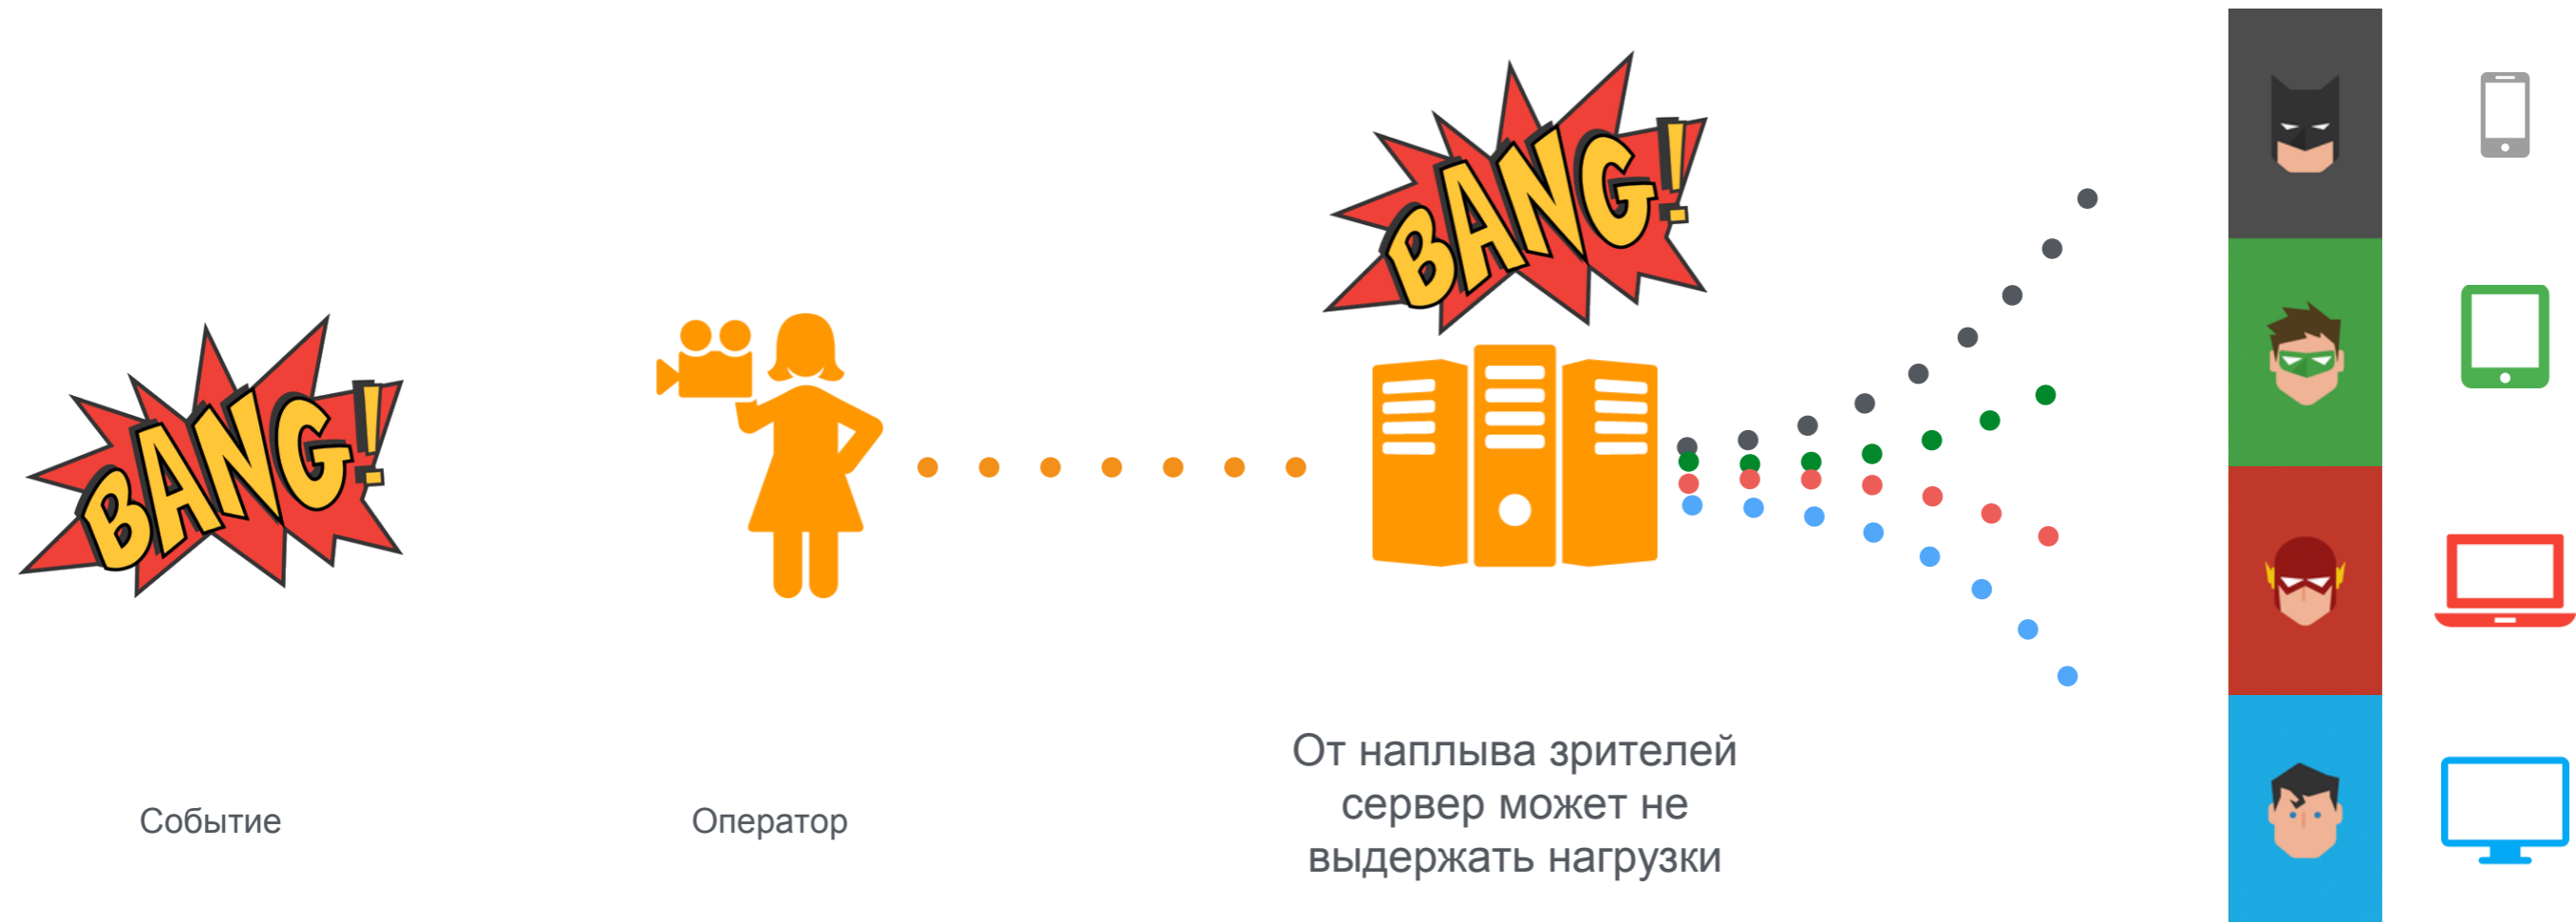 BANG!
BANG!
Событие
Оператор
От наплыва зрителей
сервер может не
выдержать нагрузки